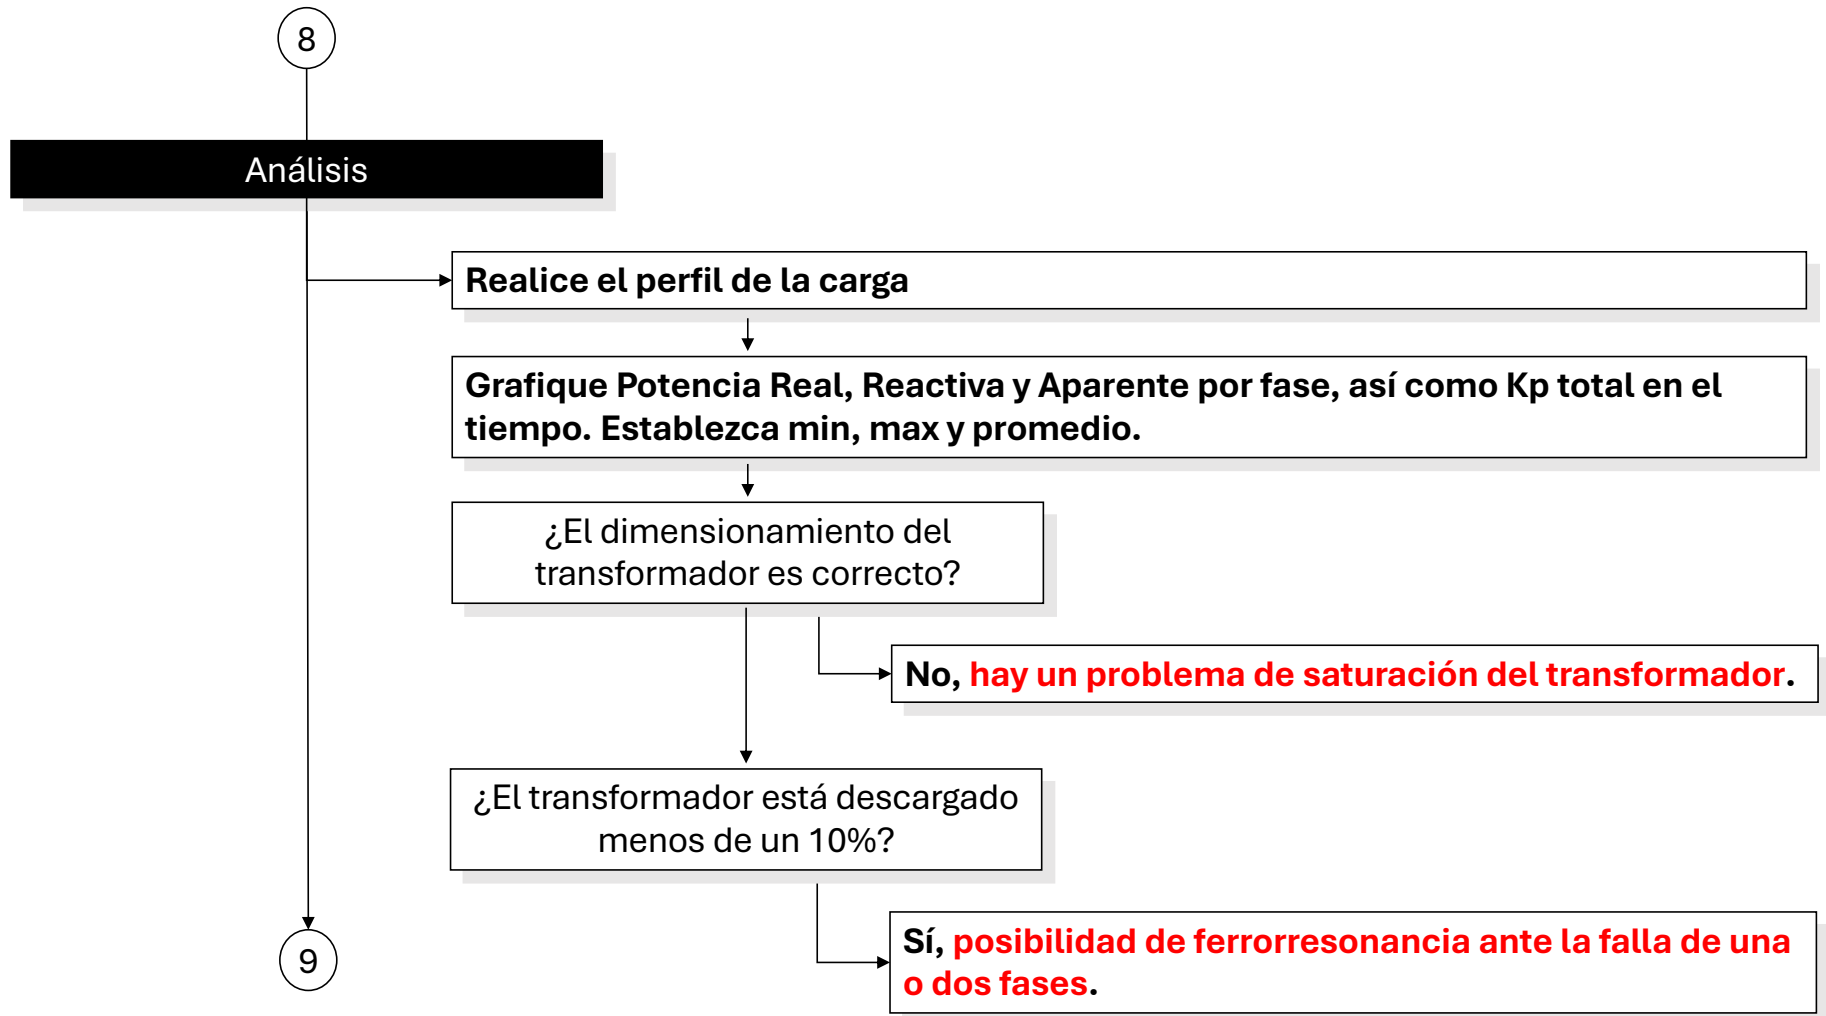 8
Análisis
Realice el perfil de la carga
Grafique Potencia Real, Reactiva y Aparente por fase, así como Kp total en el
tiempo. Establezca min, max y promedio.
¿El dimensionamiento del
transformador es correcto?
No, hay un problema de saturación del transformador.
¿El transformador está descargado
menos de un 10%?
Sí, posibilidad de ferrorresonancia ante la falla de una
o dos fases.
9